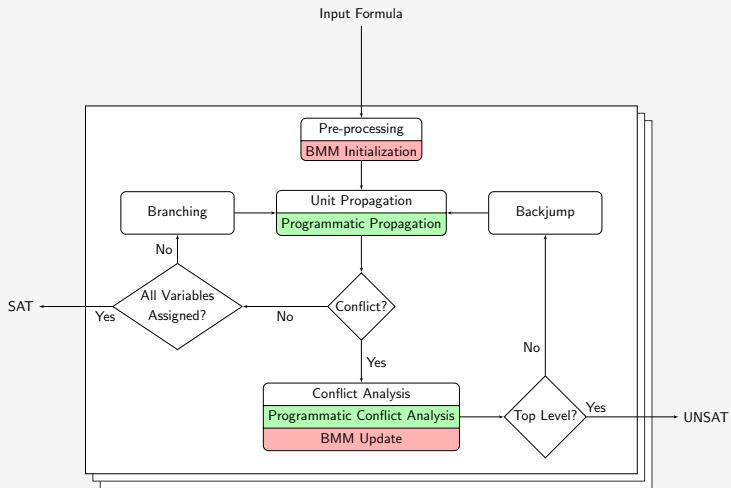 Input Formula
Pre-processing
BMM Initialization
Unit Propagation
Programmatic Propagation
Branching
Backjump
No
All Variables
Assigned?
SAT
Yes
Conflict?
No
Yes
No
Conflict Analysis
Programmatic Conflict Analysis
BMM Update
Top Level?
Yes
UNSAT